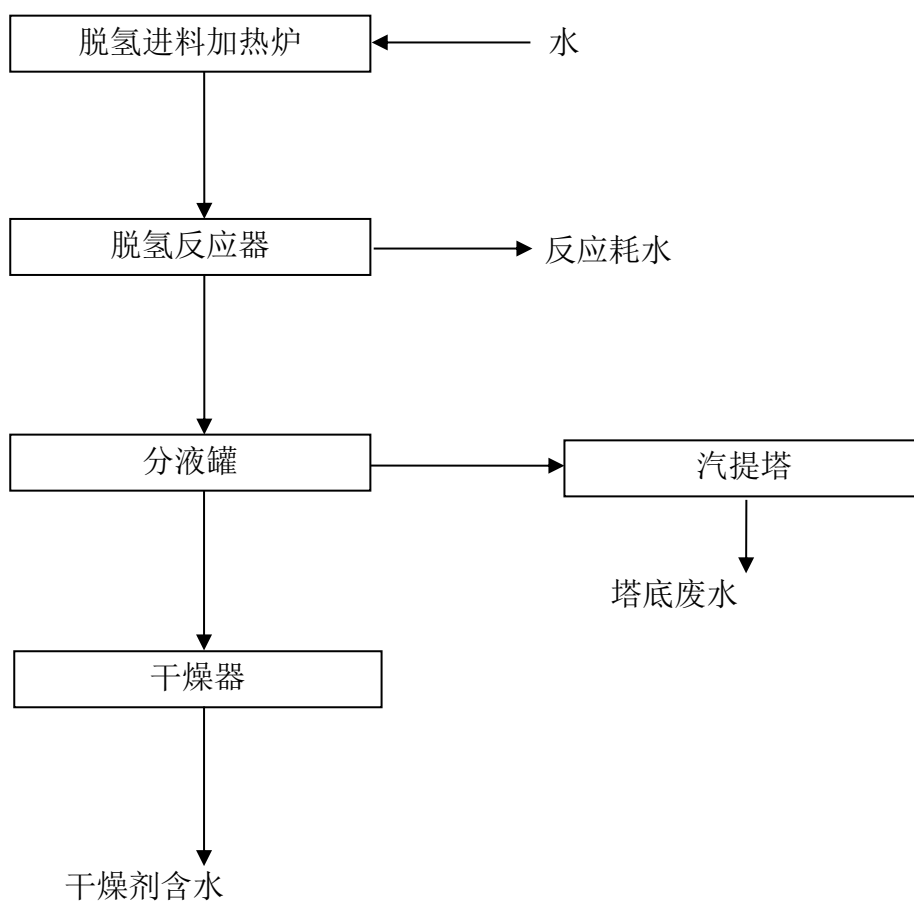 脱氢进料加热炉
水
脱氢反应器
反应耗水
分液罐
汽提塔
塔底废水
干燥器
干燥剂含水